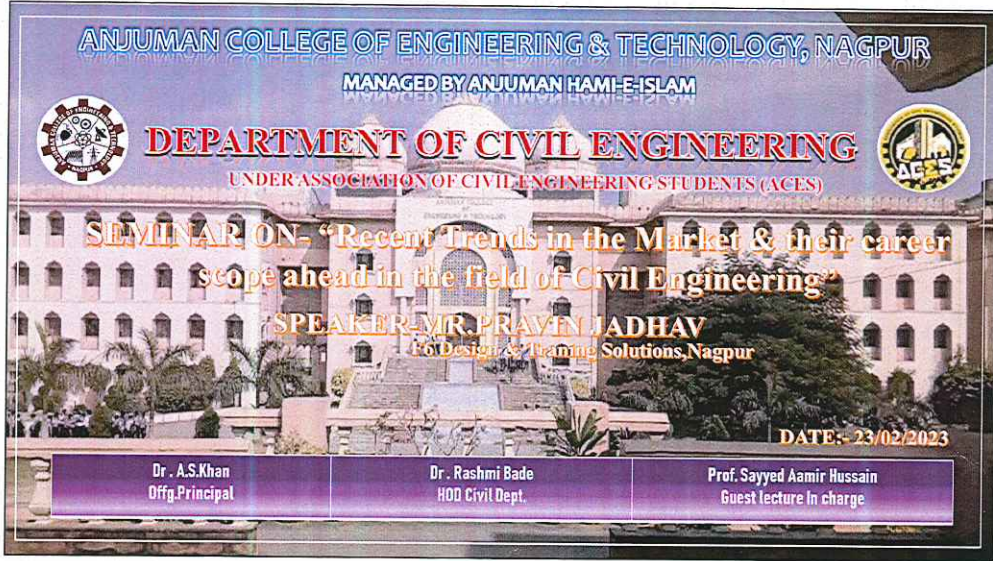 ANJUMAN COLLEGE OF ENGINEERING & TECHNOLOGY, NAGPUR
MANAGED BY ANJUMAN HAMI-E-ISLAM
DEPARTMENT OF CIVIL ENGINEERING
UNDER ASSOCIATION OF CIVIL ENGINEERING STUDENTS (ACES)
ACES
SEMINAR ON- “Recent Trends in the Market & their career
scope ahead in the field of Civil Engineering”
SPEAKER-MR.PRAVIN JADHAV
F6 Design & Traning Solutions,Nagpur
DATE:- 23/02/2023
Dr . A.S.Khan
Offg.Principal
Dr . Rashmi Bade
HOD Civil Dept.
Prof. Sayyed Aamir Hussain
Guest lecture In charge